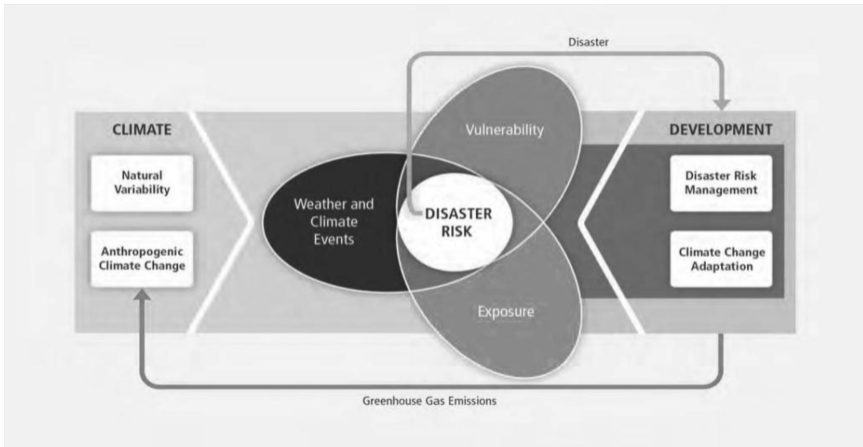 Disaster
CLIMATE
Natural
Variability
Anthropogenic
Climate Change
Vulnerability
Weather and
Climate
Events
DISASTER
RISK
Exposure
DEVELOPMENT
Disaster Risk
Management
Climate Change
Adaptation
Greenhouse Gas Emissions